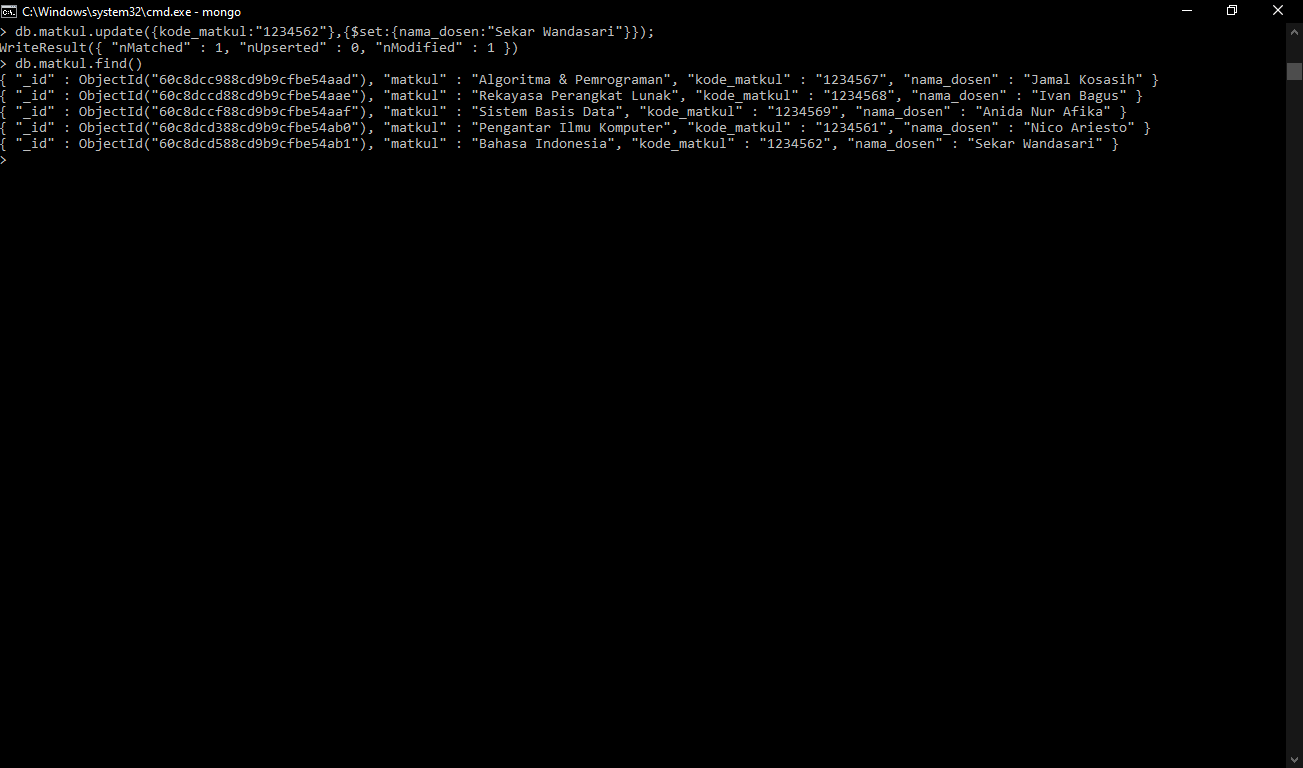 C:\Windows\system32\cmd.exe - mongo
> db.matkul.update({kode_matkul:"1234562"},{$set:{nama_dosen:"Sekar Wandasari"}});
WriteResult({ "nMatched" : 1, "nUpserted" : 0, "nModified" : 1 })
> db.matkul.find()
{ "_id" : ObjectId("60c8dcc988cd9b9cfbe54aad"), "matkul" : "Algoritma & Pemrograman", "kode_matkul" : "1234567", "nama_dosen" : "Jamal Kosasih" }
{ "_id" : ObjectId("60c8dccd88cd9b9cfbe54aae"), "matkul" : "Rekayasa Perangkat Lunak", "kode_matkul" : "1234568", "nama_dosen" : "Ivan Bagus" }
{ "_id" : ObjectId("60c8dccf88cd9b9cfbe54aaf"), "matkul" : "Sistem Basis Data", "kode_matkul" : "1234569", "nama_dosen" : "Anida Nur Afika" }
{ "_id" : ObjectId("60c8dcd388cd9b9cfbe54ab0"), "matkul" : "Pengantar Ilmu Komputer", "kode_matkul" : "1234561", "nama_dosen" : "Nico Ariesto" }
{ "_id" : ObjectId("60c8dcd588cd9b9cfbe54ab1"), "matkul" : "Bahasa Indonesia", "kode_matkul" : "1234562", "nama_dosen" : "Sekar Wandasari" }
>